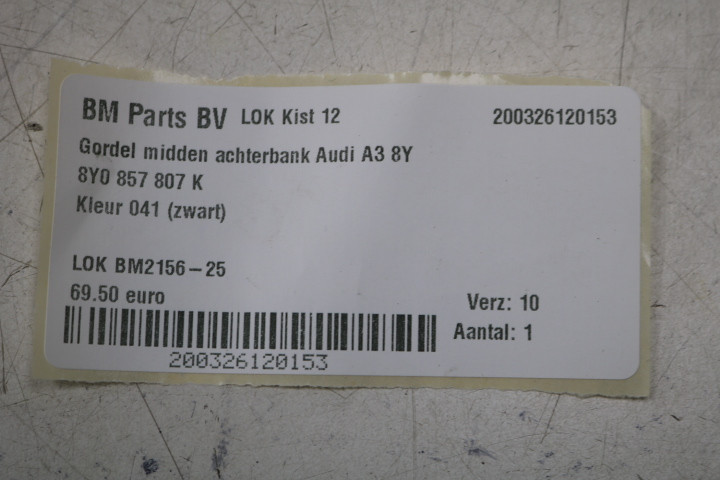 BM Parts BV LOK Kist 12 200326120153
Gordel midden achterbank Audi A3 8Y
8Y0 857 807 K
Kleur 041 (zwart)
LOK BM2156-25
69.50 euro Verz: 10
Aantal: 1
200326120153